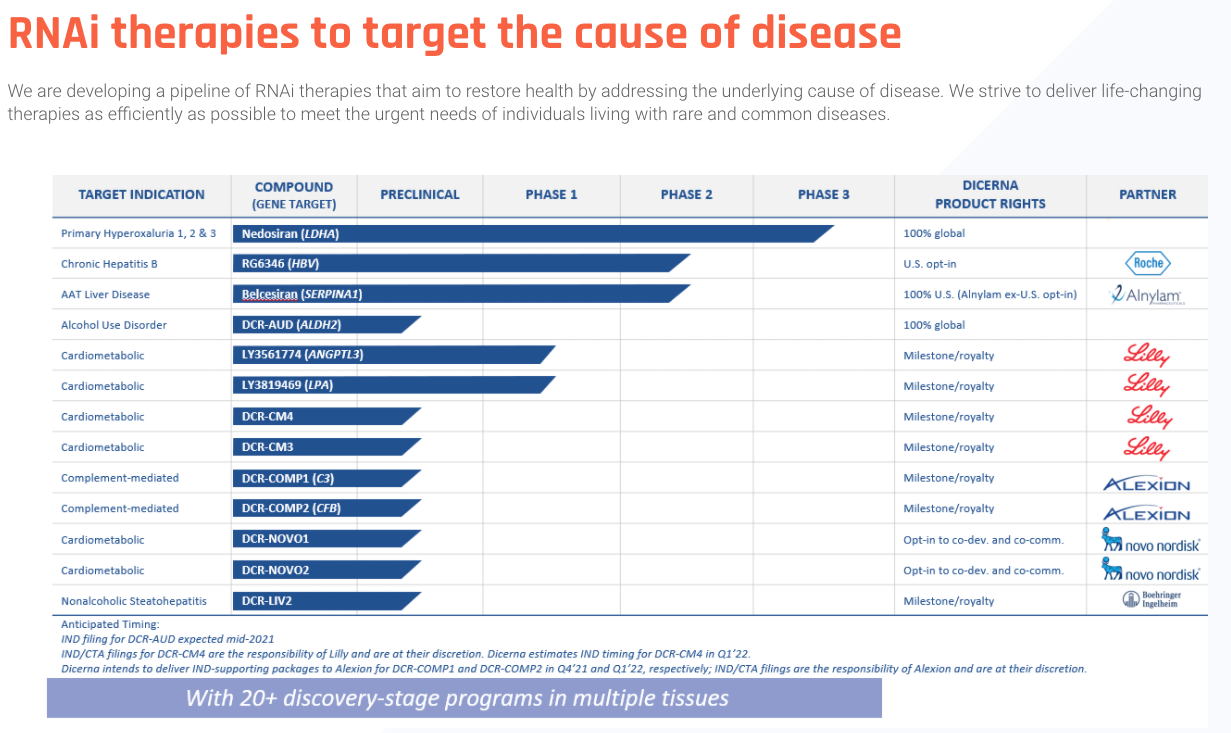 RNAi therapies to target the cause of disease
We are developing a pipeline of RNAi therapies that aim to restore health by addressing the underlying cause of disease. We strive to deliver life-changing
therapies as efficiently as possible to meet the urgent needs of individuals living with rare and common diseases.
TARGET INDICATION COMPOUND (GENE TARGET) PRECLINICAL PHASE 1 PHASE 2 PHASE 3 DICERNA PRODUCT RIGHTS PARTNER
Primary Hyperoxaluria 1, 2 & 3 Nedosiran (LDHA) 100% global
Chronic Hepatitis B RG6346 (HBV) U.S. opt-in Roche
AAT Liver Disease Belcesiran (SERPINA1) 100% U.S. (Alnylam ex-U.S. opt-in) Alnylam
Alcohol Use Disorder DCR-AUD (ALDH2) 100% global
Cardiometabolic LY3561774 (ANGPTL3) Milestone/royalty Lilly
Cardiometabolic LY3819469 (LPA) Milestone/royalty Lilly
Cardiometabolic DCR-CM4 Milestone/royalty Lilly
Cardiometabolic DCR-CM3 Milestone/royalty Lilly
Complement-mediated DCR-COMP1 (C3) Milestone/royalty ALEXION
Complement-mediated DCR-COMP2 (CFB) Milestone/royalty ALEXION
Cardiometabolic DCR-NOVO1 Opt-in to co-dev. and co-comm. novo nordisk
Cardiometabolic DCR-NOVO2 Opt-in to co-dev. and co-comm. novo nordisk
Nonalcoholic Steatohepatitis DCR-LIV2 Milestone/royalty Boehringer Ingelheim
Anticipated Timing:
IND filing for DCR-AUD expected mid-2021
IND/CTA filings for DCR-CM4 are the responsibility of Lilly and are at their discretion. Dicerna estimates IND timing for DCR-CM4 in Q1'22.
Dicerna intends to deliver IND-supporting packages to Alexion for DCR-COMP1 and DCR-COMP2 in Q4'21 and Q1'22, respectively; IND/CTA filings are the responsibility of Alexion and are at their discretion.
With 20+ discovery-stage programs in multiple tissues